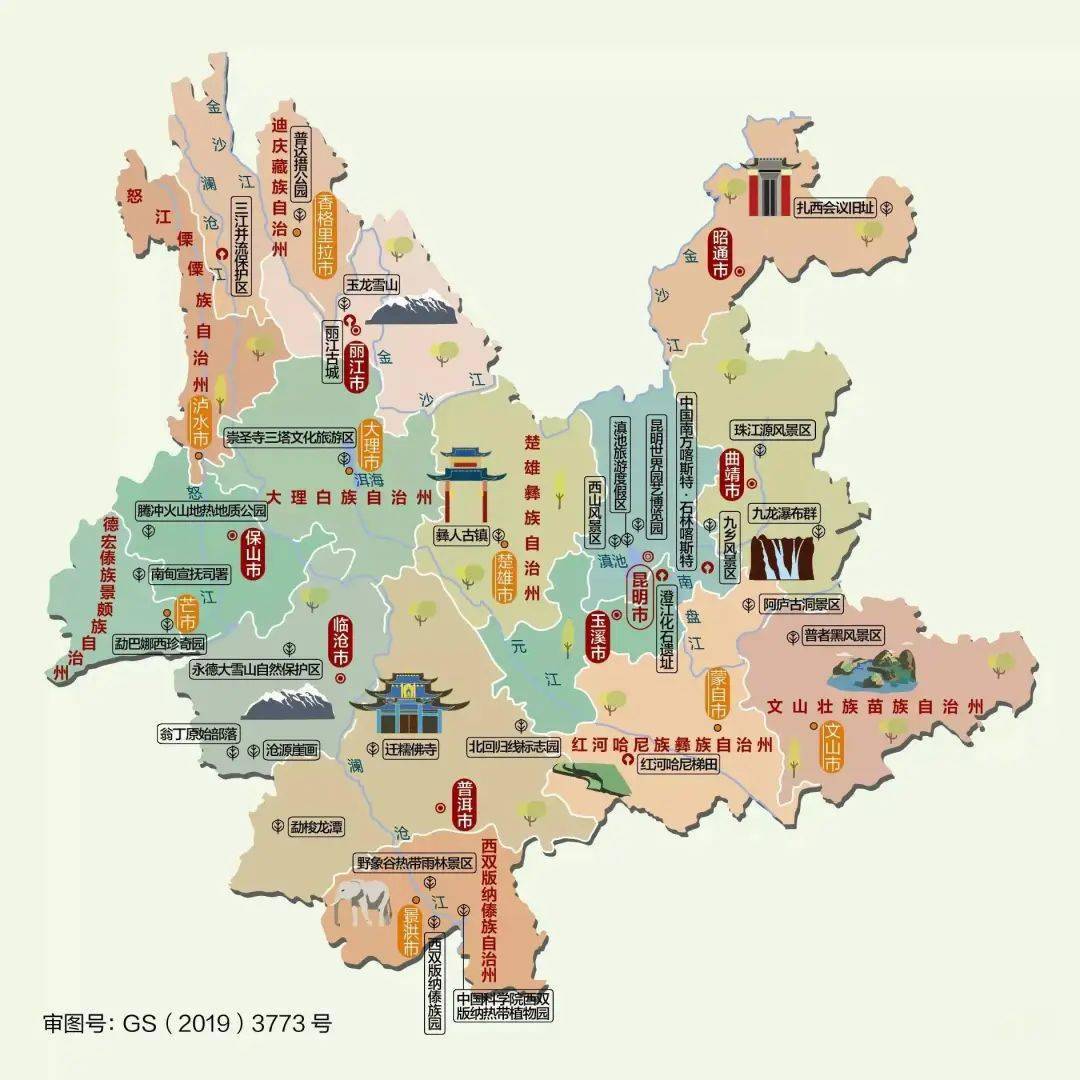 金沙江
澜沧江
怒江傈僳族自治州
三江并流保护区
迪庆藏族自治州
普达措公园
香格里拉市
玉龙雪山
丽江古城
丽江市
金沙江
扎西会议旧址
昭通市
金沙江
泸水市
崇圣寺三塔文化旅游区
大理市
洱海
大理白族自治州
怒江
腾冲火山地热地质公园
德宏傣族景颇族自治州
保山市
南甸宣抚司署
芒市
勐巴娜西珍奇园
彝人古镇
楚雄彝族自治州
楚雄市
西山风景区
滇池旅游度假区
昆明世界园艺博览园
中国南方喀斯特·石林喀斯特
珠江源风景区
曲靖市
九龙瀑布群
九乡风景区
滇池
昆明市
澄江化石遗址
南盘江
阿庐古洞景区
普者黑风景区
玉溪市
元江
临沧市
永德大雪山自然保护区
翁丁原始部落
沧源崖画
迁糯佛寺
澜沧江
北回归线标志园
红河哈尼族彝族自治州
红河哈尼梯田
蒙自市
文山壮族苗族自治州
文山市
普洱市
勐梭龙潭
野象谷热带雨林景区
西双版纳傣族自治州
景洪市
西双版纳傣族园
中国科学院西双
版纳热带植物园
审图号：GS（2019）3773号